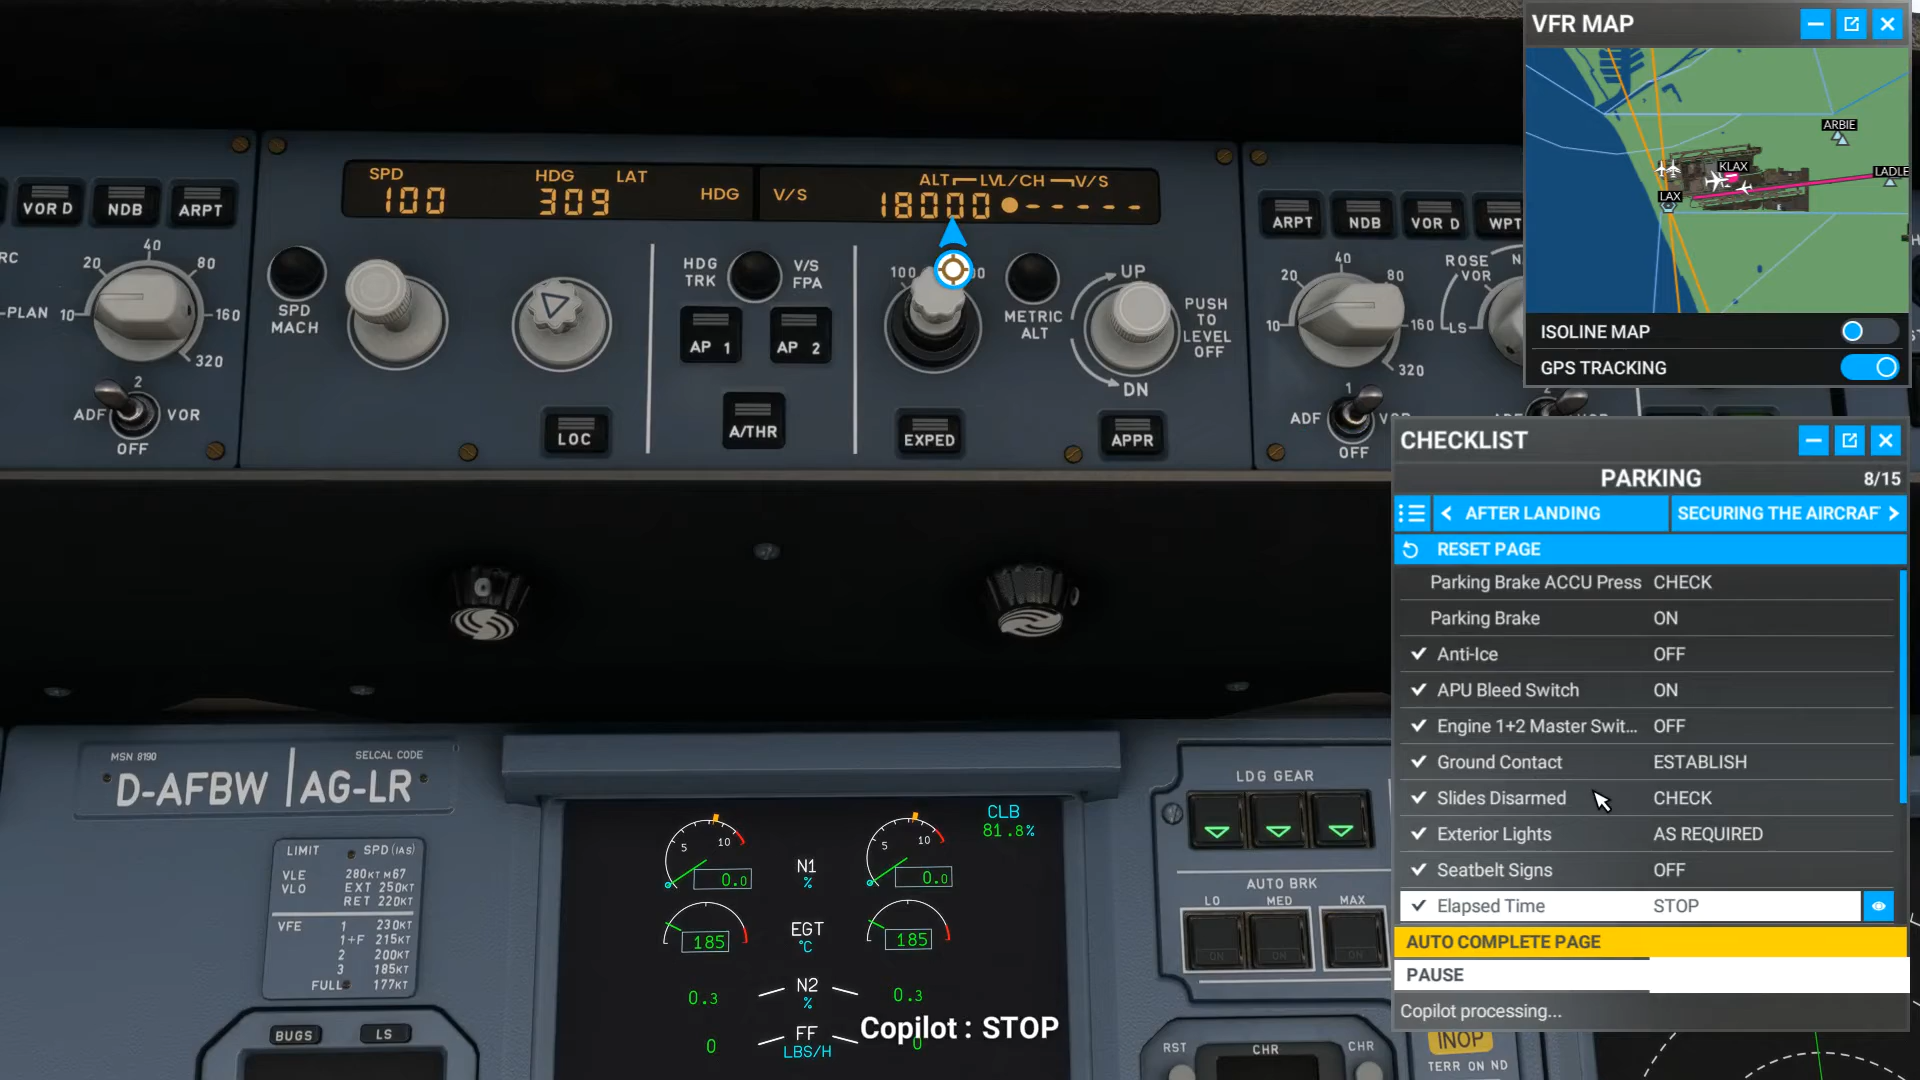 VFR MAP
ARBIE
KLAX
LADLE
LAX
ISOLINE MAP
GPS TRACKING
SPD
100
HDG
309
LAT
HDG
V/S
ALT LVL/CH V/S
18000
VOR D
NDB
ARPT
ARPT
NDB
VOR D
WPT
RC
PLAN
10
20
40
80
160
320
SPD
MACH
HDG
TRK
V/S
FPA
AP 1
AP 2
A/THR
LOC
100
METRIC
ALT
UP
PUSH
TO
LEVEL
OFF
DN
EXPED
APPR
10
20
40
80
160
320
ROSE
VOR
LS
2
ADF
VOR
OFF
1
ADF
OFF
CHECKLIST
PARKING 8/15
AFTER LANDING
SECURING THE AIRCRAF
RESET PAGE
Parking Brake ACCU Press CHECK
Parking Brake ON
Anti-Ice OFF
APU Bleed Switch ON
Engine 1+2 Master Swit... OFF
Ground Contact ESTABLISH
Slides Disarmed CHECK
Exterior Lights AS REQUIRED
Seatbelt Signs OFF
Elapsed Time STOP
AUTO COMPLETE PAGE
PAUSE
Copilot processing...
MSN 8190
SELCAL CODE
D-AFBW AG-LR
LIMIT SPD (IAS)
VLE 280KT M67
VLO EXT 250KT
RET 220KT
VFE 1 230KT
1+F 215KT
2 200KT
3 185KT
FULL 177KT
BUGS
LS
5
10
0.0
N1
%
5
10
0.0
CLB
81.8%
185
EGT
°C
185
0.3
N2
%
0.3
0
FF
LBS/H
0
Copilot : STOP
LDG GEAR
AUTO BRK
LO
MED
MAX
ON
ON
ON
RST
CHR
CHR
INOP
TERR ON ND